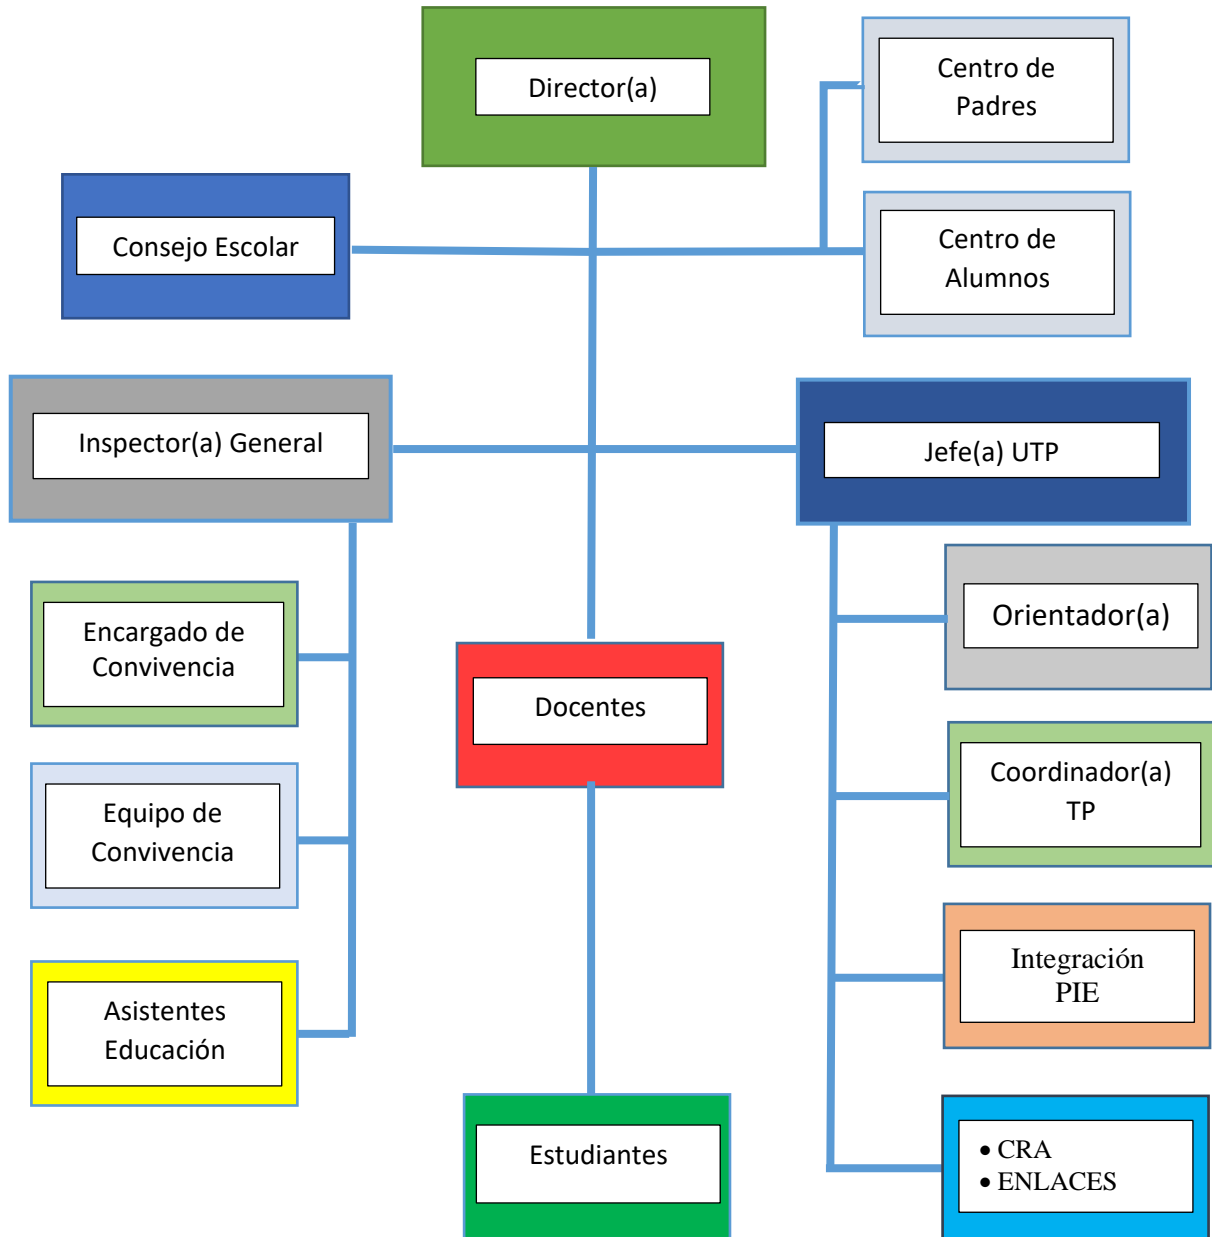 Director(a)
Centro de
Padres
Consejo Escolar
Centro de
Alumnos
Inspector(a) General
Jefe(a) UTP
Encargado de
Convivencia
Docentes
Orientador(a)
Equipo de
Convivencia
Coordinador(a)
TP
Asistentes
Educación
Integración
PIE
Estudiantes
• CRA
• ENLACES